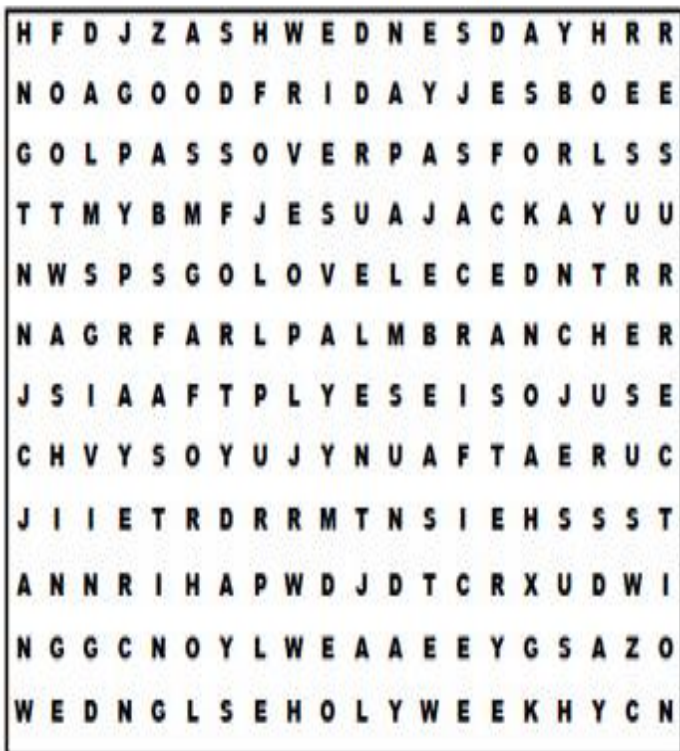 H F D J Z A S H W E D N E S D A Y H R R
N O A G O O D F R I D A Y J E S B O E E
G O L P A S S O V E R P A S F O R L S S
T T M Y B M F J E S U A J A C K A Y U U
N W S P S G O L O V E L E C E D N T R R
N A G R F A R L P A L M B R A N C H E R
J S I A A F T P L Y E S E I S O J U S E
C H V Y S O Y U J Y N U A F T A E R U C
J I I E T R D R R M T N S I E H S S S T
A N N R I H A P W D J D T C R X U D W I
N G G C N O Y L W E A A E E Y G S A Z O
W E D N G L S E H O L Y W E E K H Y C N